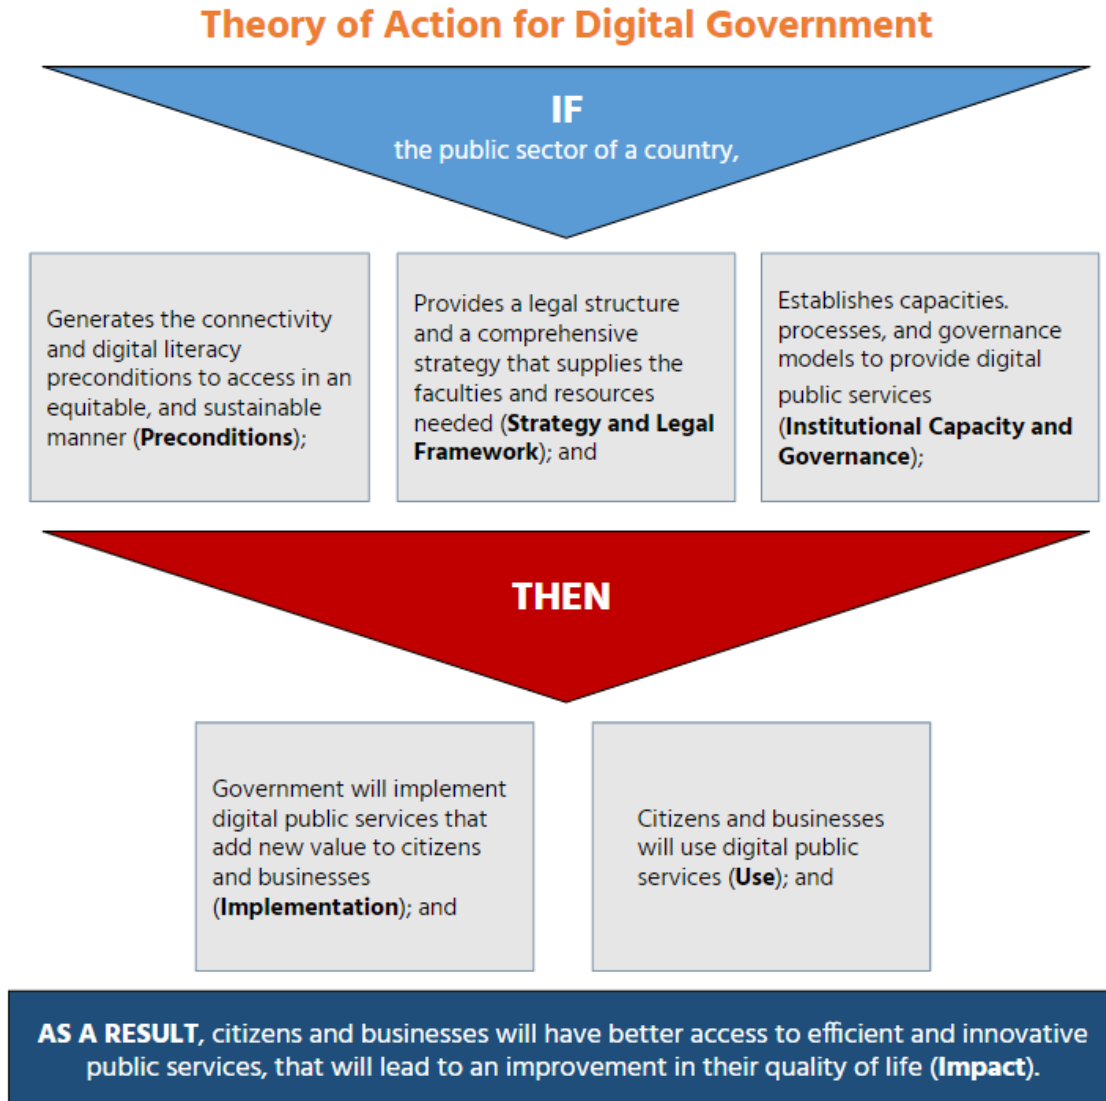 Theory of Action for Digital Government
IF
the public sector of a country,
Generates the connectivity
and digital literacy
preconditions to access in an
equitable, and sustainable
manner (Preconditions);
Provides a legal structure
and a comprehensive
strategy that supplies the
faculties and resources
needed (Strategy and Legal
Framework); and
Establishes capacities.
processes, and governance
models to provide digital
public services
(Institutional Capacity and
Governance);
THEN
Government will implement
digital public services that
add new value to citizens
and businesses
(Implementation); and
Citizens and businesses
will use digital public
services (Use); and
AS A RESULT, citizens and businesses will have better access to efficient and innovative
public services, that will lead to an improvement in their quality of life (Impact).